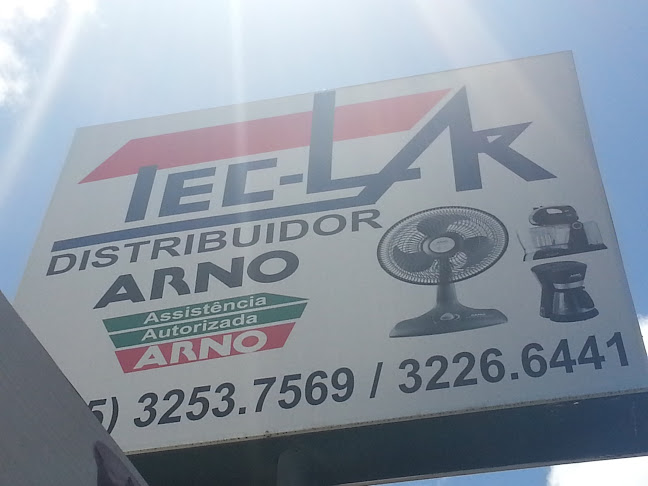 TEC-LAR
DISTRIBUIDOR
ARNO
Assistência
Autorizada
ARNO
5) 3253.7569 / 3226.6441